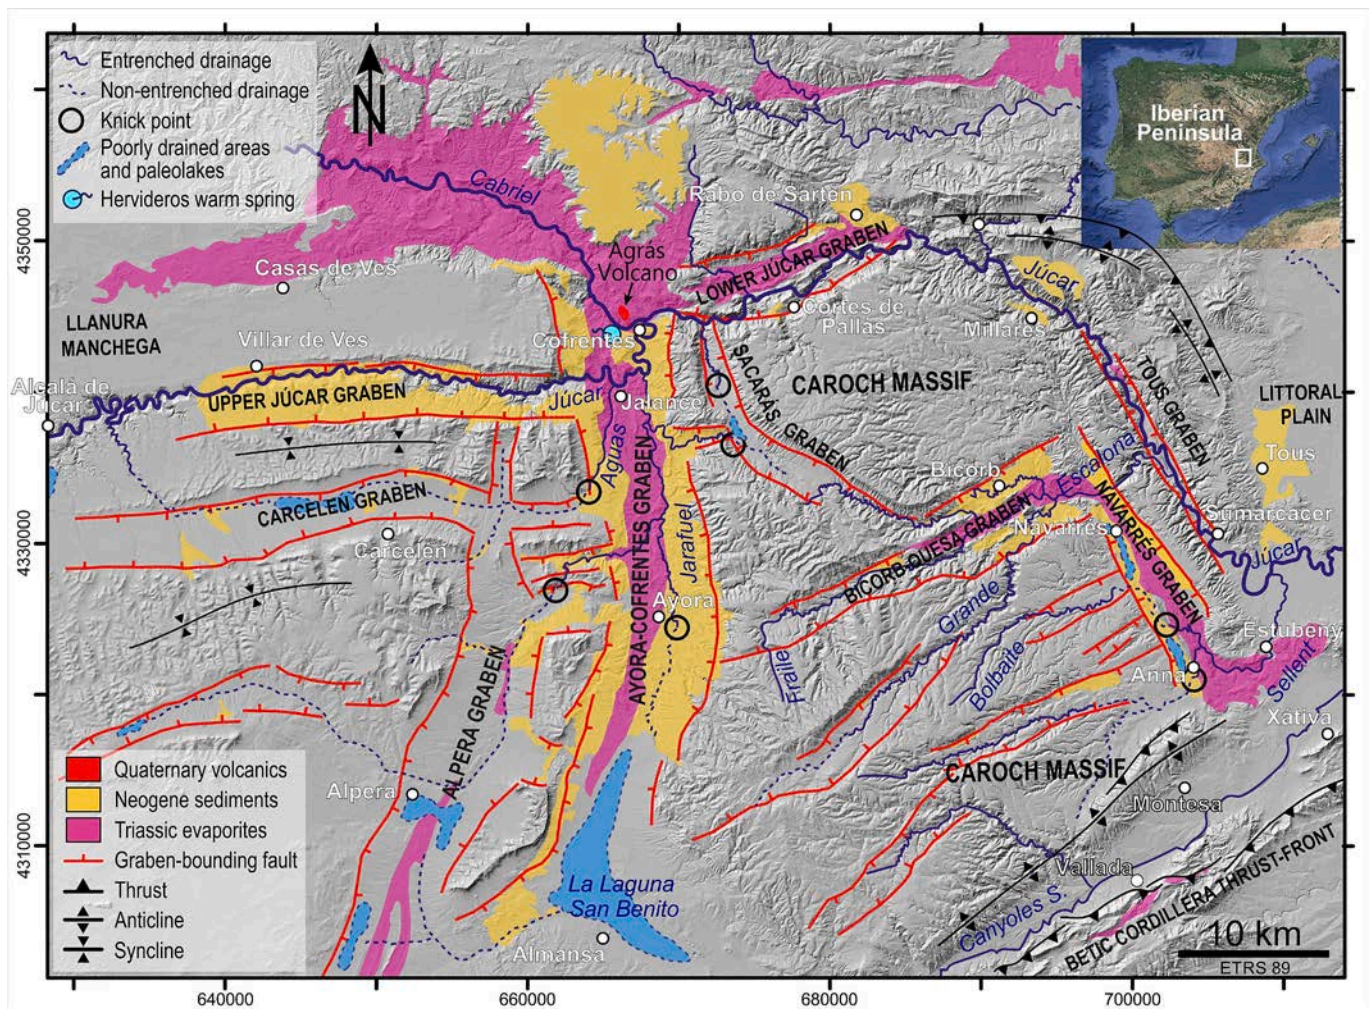 Entrenched drainage
Non-entrenched drainage
Knick point
Poorly drained areas
and paleolakes
Hervideros warm spring
N
Iberian
Peninsula
Cabriel
Rabo de Sartén
Agrás
Volcano
LOWER JÚCAR GRABEN
Júcar
Casas de Ves
LLANURA
MANCHEGA
Cofrentes
Cortes de
Pallás
Millares
Villar de Ves
SACARÁS GRABEN
CAROCH MASSIF
TOUS GRABEN
Alcalá de
Júcar
UPPER JÚCAR GRABEN
Júcar
Jalance
LITTORAL
PLAIN
Aguas
Tous
Bicorb
Escalona
CARCELEN GRABEN
Carcelén
AYORA-COFRENTES GRABEN
Jarafuel
Navarrés
NAVARRÉS GRABEN
Sumarcácer
Júcar
BICORB-QUESA GRABEN
Ayora
Grande
Fraile
Bolbaite
Estubeny
Anna
Sellent
Xàtiva
ALPERA GRABEN
CAROCH MASSIF
Alpera
Montesa
Vallada
La Laguna
San Benito
Almansa
Canyoles S.
BETIC CORDILLERA THRUST-FRONT
10 km
ETRS 89
Quaternary volcanics
Neogene sediments
Triassic evaporites
Graben-bounding fault
Thrust
Anticline
Syncline
4350000
4330000
4310000
640000
660000
680000
700000